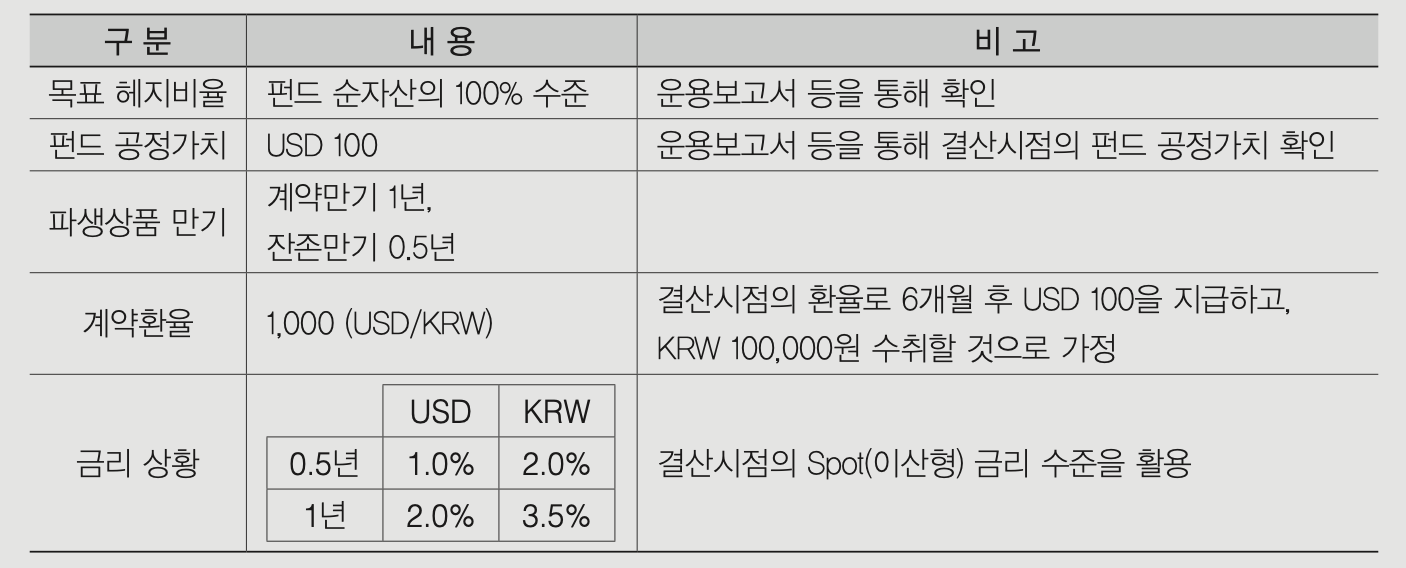 구 분 내 용 비 고
목표 헤지비율 펀드 순자산의 100% 수준 운용보고서 등을 통해 확인
펀드 공정가치 USD 100 운용보고서 등을 통해 결산시점의 펀드 공정가치 확인
파생상품 만기 계약만기 1년,
잔존만기 0.5년
계약환율 1,000 (USD/KRW) 결산시점의 환율로 6개월 후 USD 100을 지급하고,
KRW 100,000원 수취할 것으로 가정
금리 상황 결산시점의 Spot(이산형) 금리 수준을 활용
USD KRW
0.5년 1.0% 2.0%
1년 2.0% 3.5%